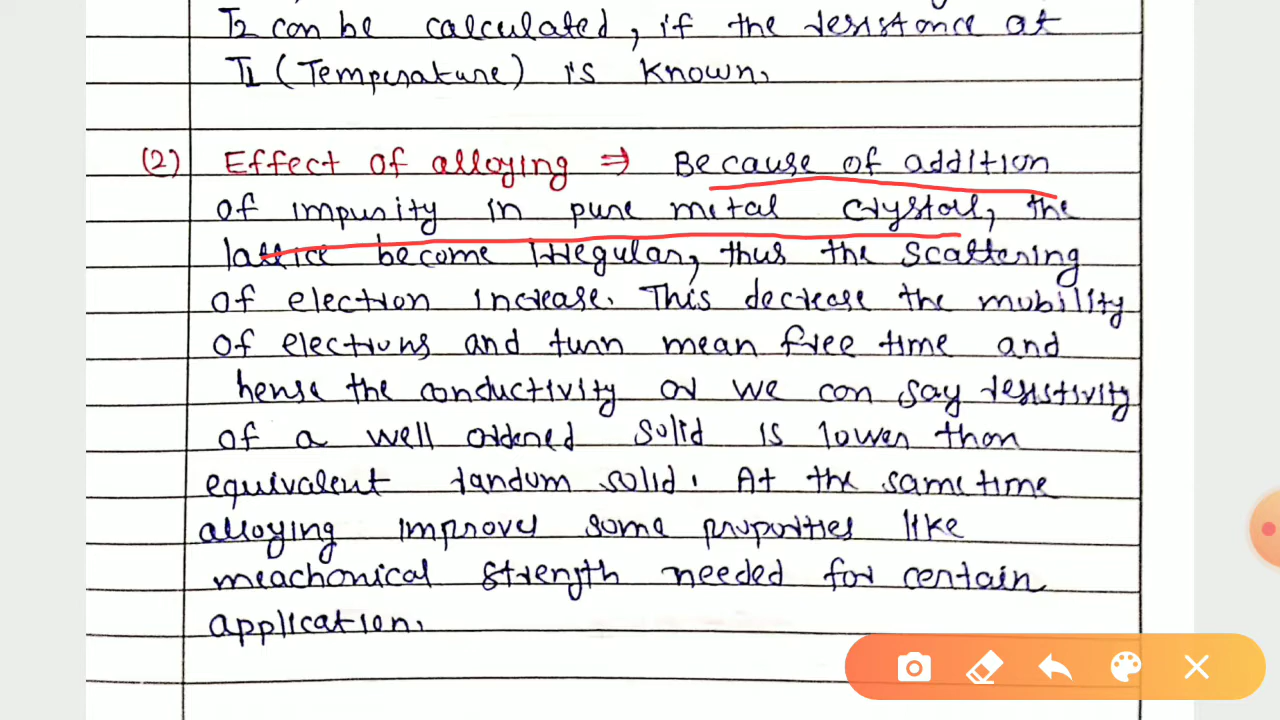 T2 can be calculated, if the resistance at
T1 (Temperature) is known.
(2) Effect of alloying ⇒ Because of addition
of impurity in pure metal crystal, the
lattice become irregular, thus the scattering
of electron increase. This decrease the mobility
of electrons and turn mean free time and
hense the conductivity or we can say resistivity
of a well ordered solid is lower than
equivalent random solid. At the same time
alloying improves some properties like
meachanical strength needed for certain
application.